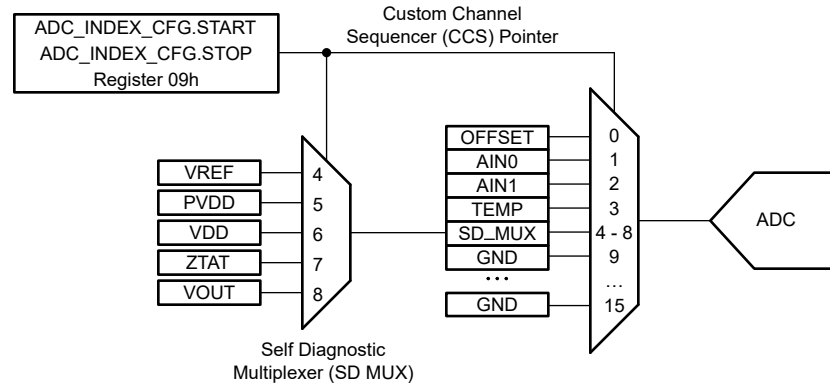 ADC_INDEX_CFG.START
ADC_INDEX_CFG.STOP
Register 09h
Custom Channel
Sequencer (CCS) Pointer
VREF
PVDD
VDD
ZTAT
VOUT
4
5
6
7
8
Self Diagnostic
Multiplexer (SD MUX)
OFFSET
AIN0
AIN1
TEMP
SD_MUX
GND
...
GND
0
1
2
3
4 - 8
9
...
15
ADC